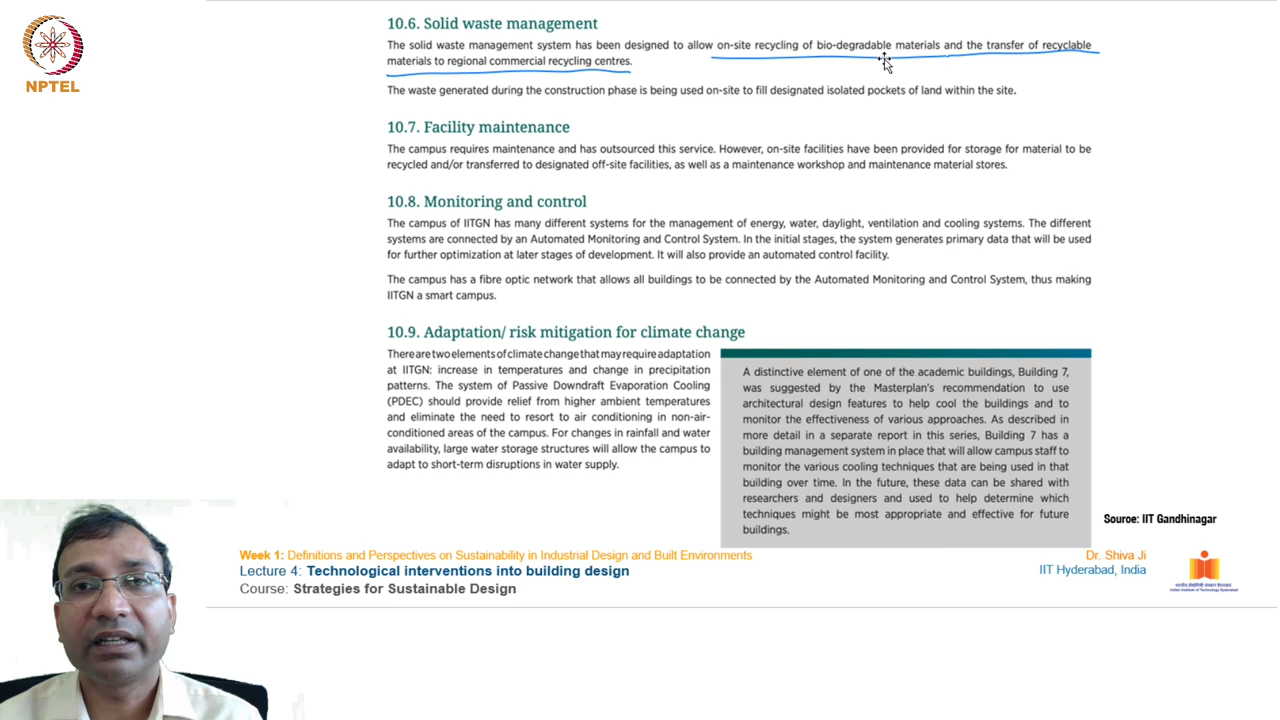 NPTEL
10.6. Solid waste management
The solid waste management system has been designed to allow on-site recycling of bio-degradable materials and the transfer of recyclable
materials to regional commercial recycling centres.
The waste generated during the construction phase is being used on-site to fill designated isolated pockets of land within the site.
10.7. Facility maintenance
The campus requires maintenance and has outsourced this service. However, on-site facilities have been provided for storage for material to be
recycled and/or transferred to designated off-site facilities, as well as a maintenance workshop and maintenance material stores.
10.8. Monitoring and control
The campus of IITGN has many different systems for the management of energy, water, daylight, ventilation and cooling systems. The different
systems are connected by an Automated Monitoring and Control System. In the initial stages, the system generates primary data that will be used
for further optimization at later stages of development. It will also provide an automated control facility.
The campus has a fibre optic network that allows all buildings to be connected by the Automated Monitoring and Control System, thus making
IITGN a smart campus.
10.9. Adaptation/ risk mitigation for climate change
There are two elements of climate change that may require adaptation
at IITGN: increase in temperatures and change in precipitation
patterns. The system of Passive Downdraft Evaporation Cooling
(PDEC) should provide relief from higher ambient temperatures
and eliminate the need to resort to air conditioning in non-air-
conditioned areas of the campus. For changes in rainfall and water
availability, large water storage structures will allow the campus to
adapt to short-term disruptions in water supply.
A distinctive element of one of the academic buildings, Building 7,
was suggested by the Masterplan's recommendation to use
architectural design features to help cool the buildings and to
monitor the effectiveness of various approaches. As described in
more detail in a separate report in this series, Building 7 has a
building management system in place that will allow campus staff to
monitor the various cooling techniques that are being used in that
building over time. In the future, these data can be shared with
researchers and designers and used to help determine which
techniques might be most appropriate and effective for future
buildings.
Souroe: IIT Gandhinagar
Week 1: Definitions and Perspectives on Sustainability in Industrial Design and Built Environments
Lecture 4: Technological interventions into building design
Course: Strategies for Sustainable Design
Dr. Shiva Ji
IIT Hyderabad, India
Indian Institute of Technology Hyderabad